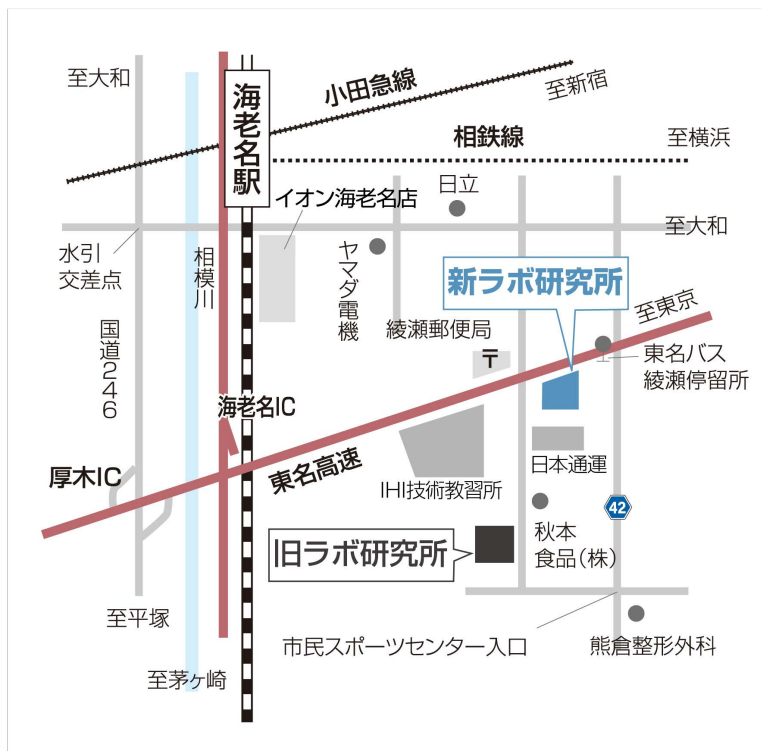 至大和
小田急線
至新宿
海老名駅
相鉄線
至横浜
日立
イオン海老名店
至大和
水引
交差点
相模川
ヤマダ電機
新ラボ研究所
至東京
国道246
綾瀬郵便局
〒
東名バス
綾瀬停留所
海老名IC
東名高速
日本通運
厚木IC
IHI技術教習所
42
秋本
食品（株）
旧ラボ研究所
至平塚
市民スポーツセンター入口
熊倉整形外科
至茅ヶ崎